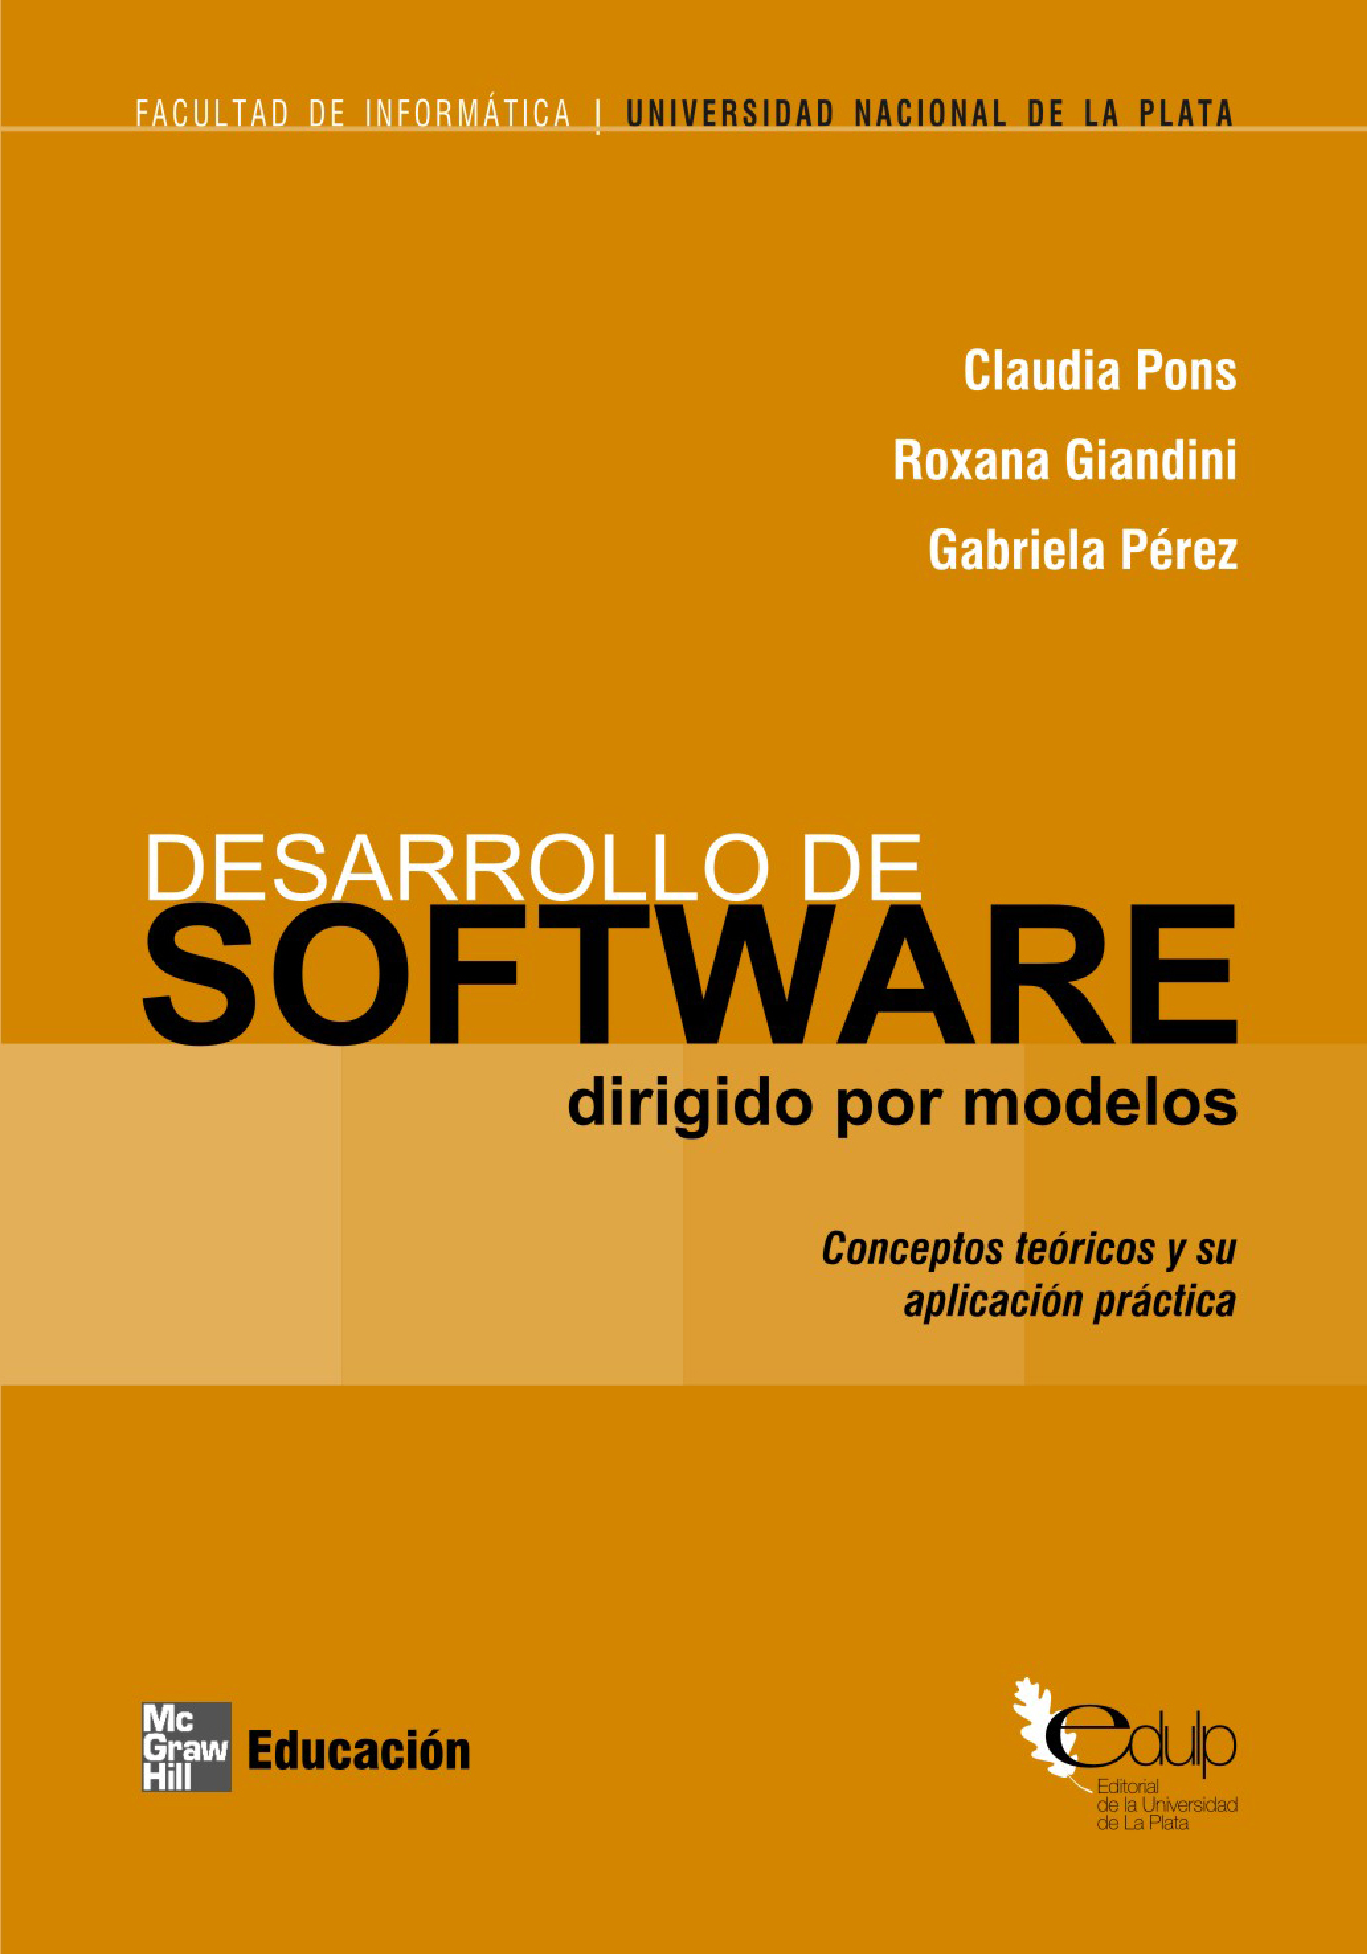 FACULTAD DE INFORMÁTICA | UNIVERSIDAD NACIONAL DE LA PLATA
Claudia Pons
Roxana Giandini
Gabriela Pérez
DESARROLLO DE
SOFTWARE
dirigido por modelos
Conceptos teóricos y su
aplicación práctica
Mc
Graw
Hill
Educación
edulp
Editorial
de la Universidad
de La Plata